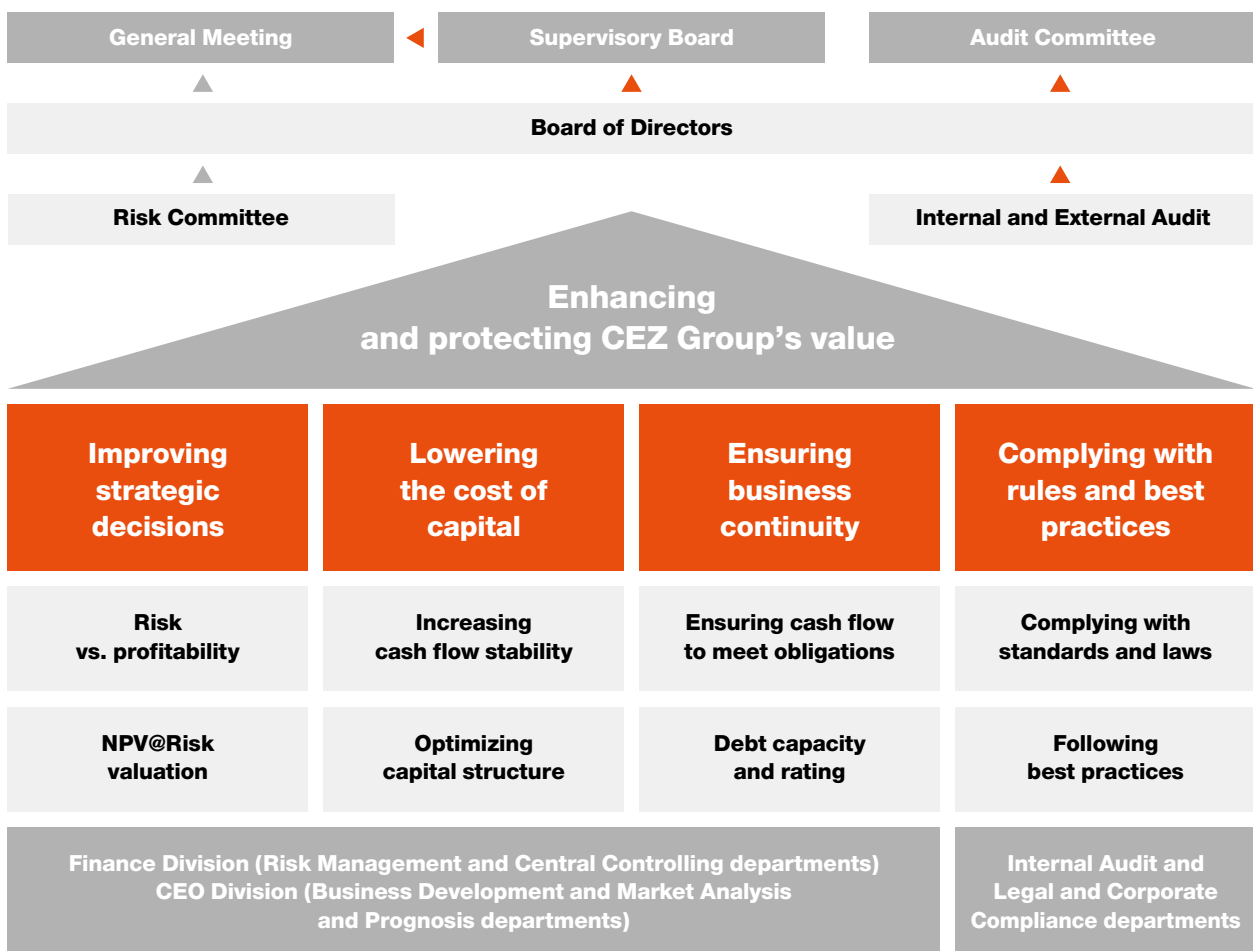 General Meeting
Supervisory Board
Audit Committee
Board of Directors
Risk Committee
Internal and External Audit
Enhancing
and protecting CEZ Group’s value
Improving
strategic
decisions
Lowering
the cost of
capital
Ensuring
business
continuity
Complying with
rules and best
practices
Risk
vs. profitability
Increasing
cash flow stability
Ensuring cash flow
to meet obligations
Complying with
standards and laws
NPV@Risk
valuation
Optimizing
capital structure
Debt capacity
and rating
Following
best practices
Finance Division (Risk Management and Central Controlling departments)
CEO Division (Business Development and Market Analysis
and Prognosis departments)
Internal Audit and
Legal and Corporate
Compliance departments